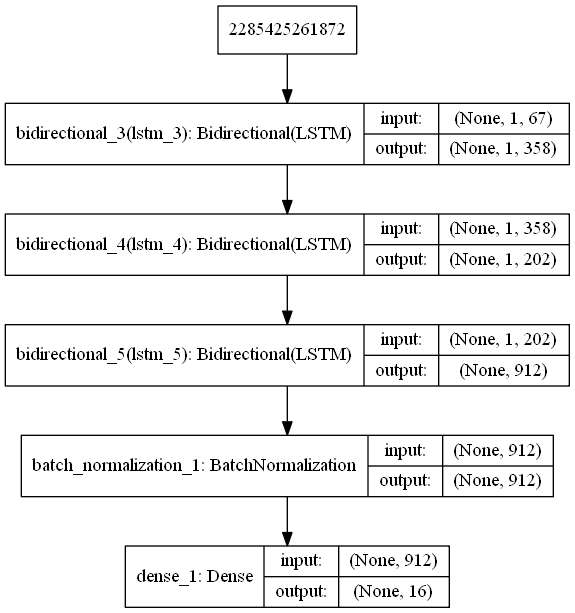 2285425261872
bidirectional_3(lstm_3): Bidirectional(LSTM)
input: (None, 1, 67)
output: (None, 1, 358)
bidirectional_4(lstm_4): Bidirectional(LSTM)
input: (None, 1, 358)
output: (None, 1, 202)
bidirectional_5(lstm_5): Bidirectional(LSTM)
input: (None, 1, 202)
output: (None, 912)
batch_normalization_1: BatchNormalization
input: (None, 912)
output: (None, 912)
dense_1: Dense
input: (None, 912)
output: (None, 16)